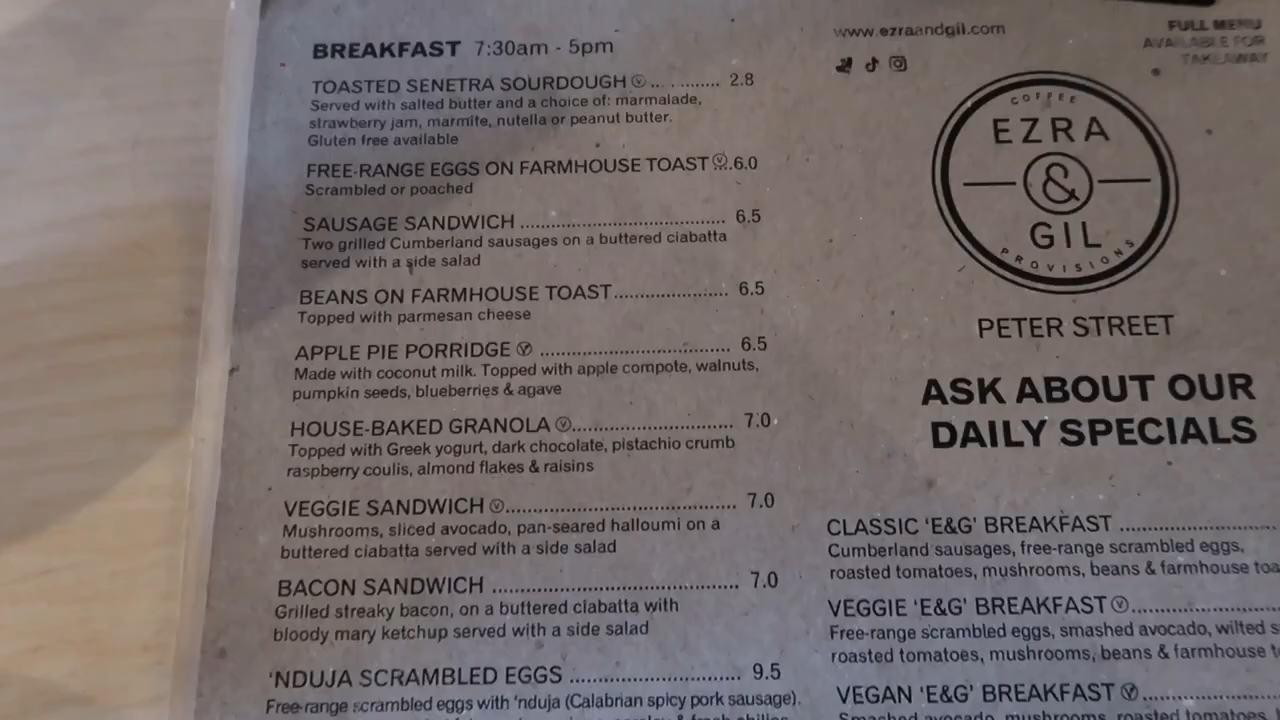 BREAKFAST 7:30am - 5pm
TOASTED SENETRA SOURDOUGH Ⓥ... . ......... 2.8
Served with salted butter and a choice of: marmalade,
strawberry jam, marmite, nutella or peanut butter.
Gluten free available
FREE-RANGE EGGS ON FARMHOUSE TOAST Ⓥ...6.0
Scrambled or poached
SAUSAGE SANDWICH .................................... 6.5
Two grilled Cumberland sausages on a buttered ciabatta
served with a side salad
BEANS ON FARMHOUSE TOAST.................... 6.5
Topped with parmesan cheese
APPLE PIE PORRIDGE Ⓥ ................................. 6.5
Made with coconut milk. Topped with apple compote, walnuts,
pumpkin seeds, blueberries & agave
HOUSE-BAKED GRANOLA Ⓥ............................ 7.0
Topped with Greek yogurt, dark chocolate, pistachio crumb
raspberry coulis, almond flakes & raisins
VEGGIE SANDWICH Ⓥ....................................... 7.0
Mushrooms, sliced avocado, pan-seared halloumi on a
buttered ciabatta served with a side salad
BACON SANDWICH .......................................... 7.0
Grilled streaky bacon, on a buttered ciabatta with
bloody mary ketchup served with a side salad
'NDUJA SCRAMBLED EGGS ............................. 9.5
Free-range scrambled eggs with 'nduja (Calabrian spicy pork sausage).
www.ezraandgil.com
FULL MENU
AVAILABLE FOR
TAKEAWAY
COFFEE
EZRA
&
GIL
PROVISIONS
PETER STREET
ASK ABOUT OUR
DAILY SPECIALS
CLASSIC 'E&G' BREAKFAST ............................
Cumberland sausages, free-range scrambled eggs,
roasted tomatoes, mushrooms, beans & farmhouse
VEGGIE 'E&G' BREAKFAST Ⓥ.........................
Free-range scrambled eggs, smashed avocado, wilted
roasted tomatoes, mushrooms, beans & farmhouse
VEGAN 'E&G' BREAKFAST Ⓥ.........................
Smashed avocado, mushrooms, roasted tomatoes